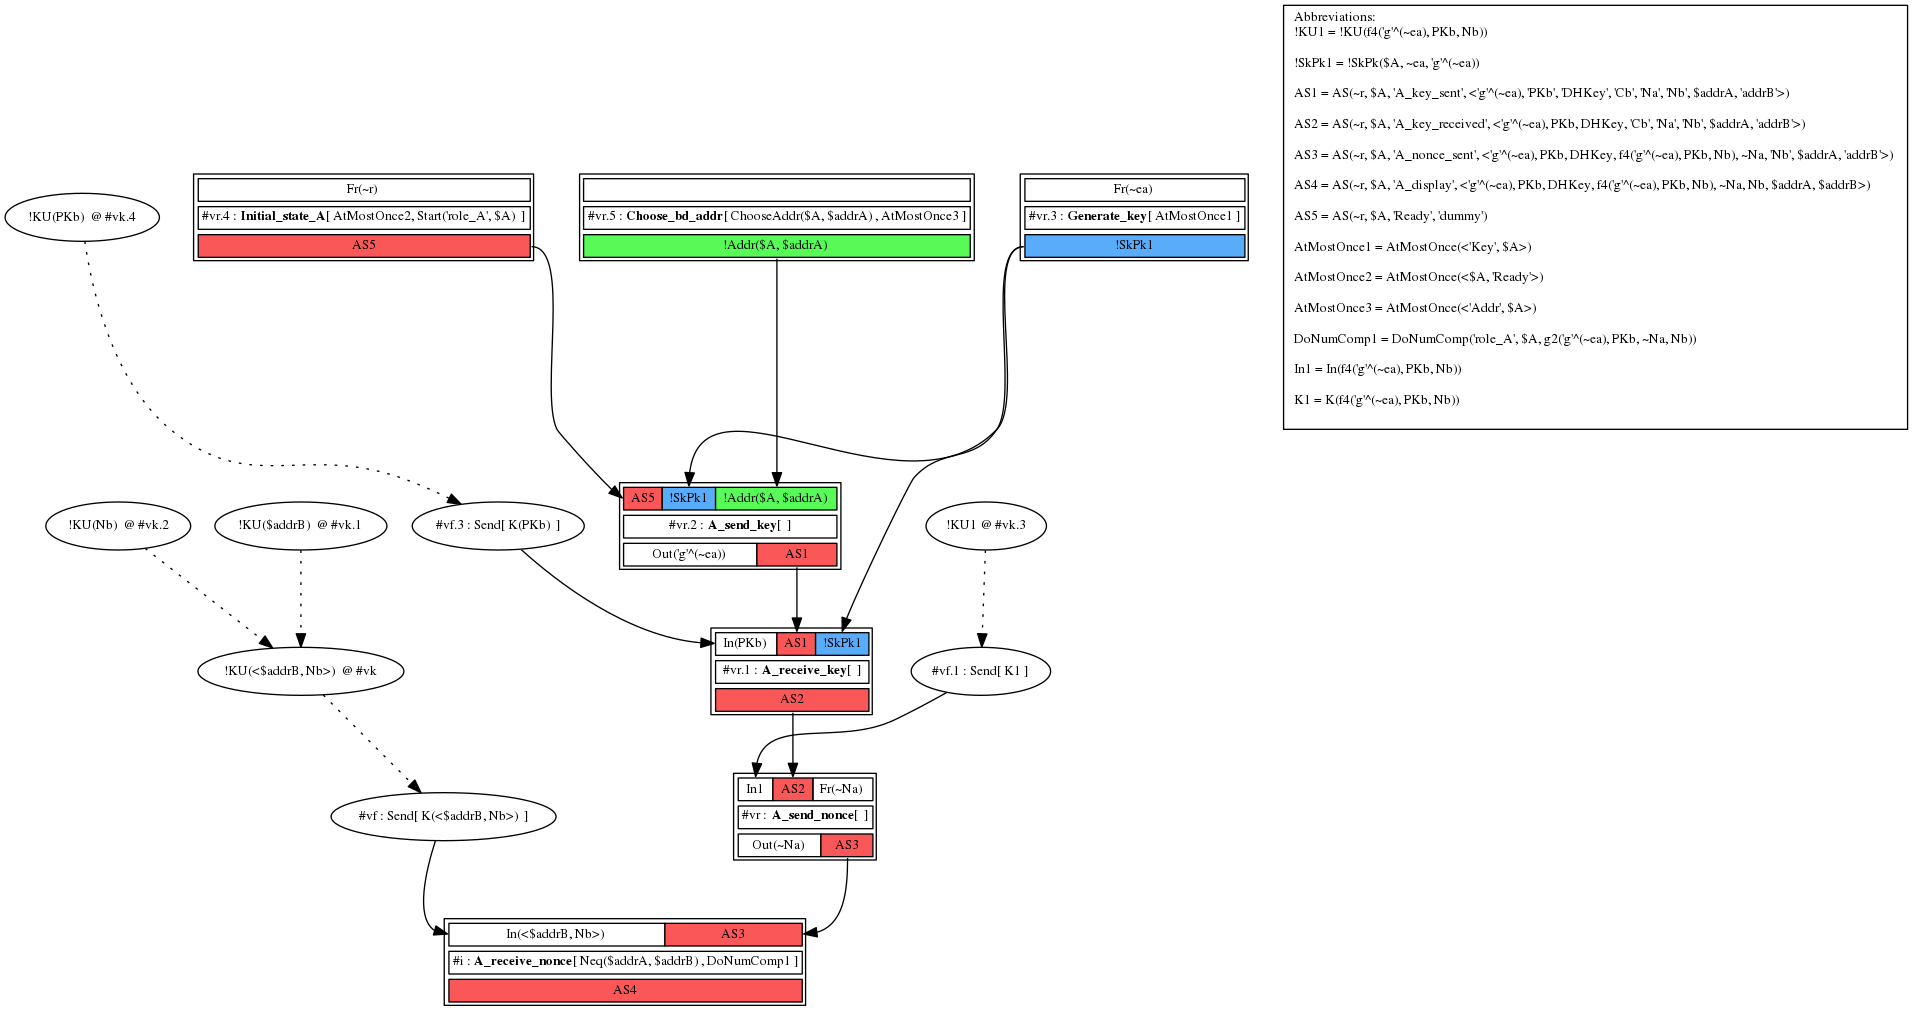 Abbreviations:
!KU1 = !KU(f4('g'^(~ea), PKb, Nb))
!SkPk1 = !SkPk($A, ~ea, 'g'^(~ea))
AS1 = AS(~r, $A, 'A_key_sent', <'g'^(~ea), 'PKb', 'DHKey', 'Cb', 'Na', 'Nb', $addrA, 'addrB'>)
AS2 = AS(~r, $A, 'A_key_received', <'g'^(~ea), PKb, DHKey, 'Cb', 'Na', 'Nb', $addrA, 'addrB'>)
AS3 = AS(~r, $A, 'A_nonce_sent', <'g'^(~ea), PKb, DHKey, f4('g'^(~ea), PKb, Nb), ~Na, 'Nb', $addrA, 'addrB'>)
AS4 = AS(~r, $A, 'A_display', <'g'^(~ea), PKb, DHKey, f4('g'^(~ea), PKb, Nb), ~Na, Nb, $addrA, $addrB>)
AS5 = AS(~r, $A, 'Ready', 'dummy')
AtMostOnce1 = AtMostOnce(<'Key', $A>)
AtMostOnce2 = AtMostOnce(<$A, 'Ready'>)
AtMostOnce3 = AtMostOnce(<'Addr', $A>)
DoNumComp1 = DoNumComp('role_A', $A, g2('g'^(~ea), PKb, ~Na, Nb))
In1 = In(f4('g'^(~ea), PKb, Nb))
K1 = K(f4('g'^(~ea), PKb, Nb))
!KU(PKb) @ #vk.4
Fr(~r)
#vr.4 : Initial_state_A[ AtMostOnce2, Start('role_A', $A) ]
AS5
#vr.5 : Choose_bd_addr[ ChooseAddr($A, $addrA), AtMostOnce3 ]
!Addr($A, $addrA)
Fr(~ea)
#vr.3 : Generate_key[ AtMostOnce1 ]
!SkPk1
!KU(Nb) @ #vk.2
!KU($addrB) @ #vk.1
#vf.3 : Send[ K(PKb) ]
AS5 !SkPk1 !Addr($A, $addrA)
#vr.2 : A_send_key[ ]
Out('g'^(~ea)) AS1
!KU1 @ #vk.3
!KU(<$addrB, Nb>) @ #vk
In(PKb) AS1 !SkPk1
#vr.1 : A_receive_key[ ]
AS2
#vf.1 : Send[ K1 ]
#vf : Send[ K(<$addrB, Nb>) ]
In1 AS2 Fr(~Na)
#vr : A_send_nonce[ ]
Out(~Na) AS3
In(<$addrB, Nb>) AS3
#i : A_receive_nonce[ Neq($addrA, $addrB), DoNumComp1 ]
AS4